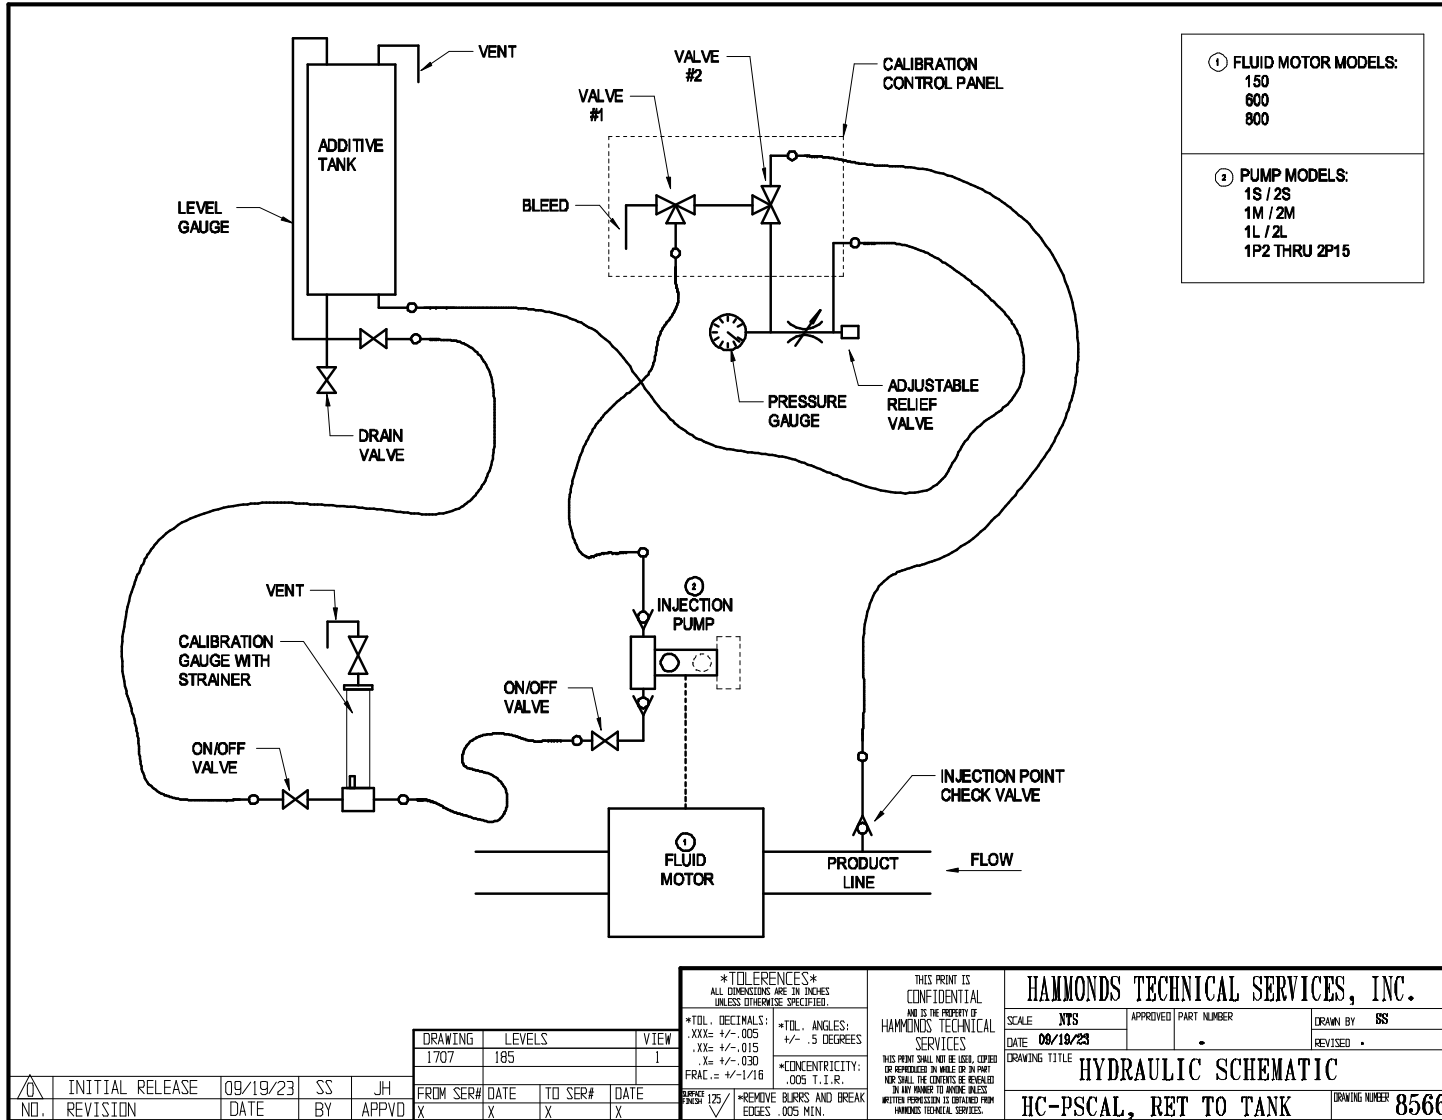 VENT
ADDITIVE
TANK
LEVEL
GAUGE
DRAIN
VALVE
VALVE
#1
VALVE
#2
CALIBRATION
CONTROL PANEL
BLEED
PRESSURE
GAUGE
ADJUSTABLE
RELIEF
VALVE
1 FLUID MOTOR MODELS:
150
600
800
2 PUMP MODELS:
1S / 2S
1M / 2M
1L / 2L
1P2 THRU 2P15
VENT
CALIBRATION
GAUGE WITH
STRAINER
ON/OFF
VALVE
2
INJECTION
PUMP
ON/OFF
VALVE
1
FLUID
MOTOR
INJECTION POINT
CHECK VALVE
PRODUCT
LINE
FLOW
0 INITIAL RELEASE 09/19/23 SS JH
NO. REVISION DATE BY APPVD
DRAWING LEVELS VIEW
1707 185 1
FROM SER# DATE TO SER# DATE
X X X X
*TOLERENCES*
ALL DIMENSIONS ARE IN INCHES
UNLESS OTHERWISE SPECIFIED.
*TOL. DECIMALS:
.XXX= +/-.005
.XX= +/-.015
.X= +/-.030
FRAC.= +/-1/16
*TOL. ANGLES:
+/- .5 DEGREES
*CONCENTRICITY:
.005 T.I.R.
SURFACE
FINISH 125
*REMOVE BURRS AND BREAK
EDGES .005 MIN.
THIS PRINT IS
CONFIDENTIAL
AND IS THE PROPERTY OF
HAMMONDS TECHNICAL
SERVICES
THIS PRINT SHALL NOT BE USED, COPIED
OR REPRODUCED IN WHOLE OR IN PART
NOR SHALL THE CONTENTS BE REVEALED
IN ANY MANNER TO ANYONE UNLESS
WRITTEN PERMISSION IS OBTAINED FROM
HAMMONDS TECHNICAL SERVICES.
HAMMONDS TECHNICAL SERVICES, INC.
SCALE NTS
APPROVED
PART NUMBER
-
DRAWN BY SS
DATE 09/19/23
REVISED -
DRAWING TITLE
HYDRAULIC SCHEMATIC
HC-PSCAL, RET TO TANK
DRAWING NUMBER 8566